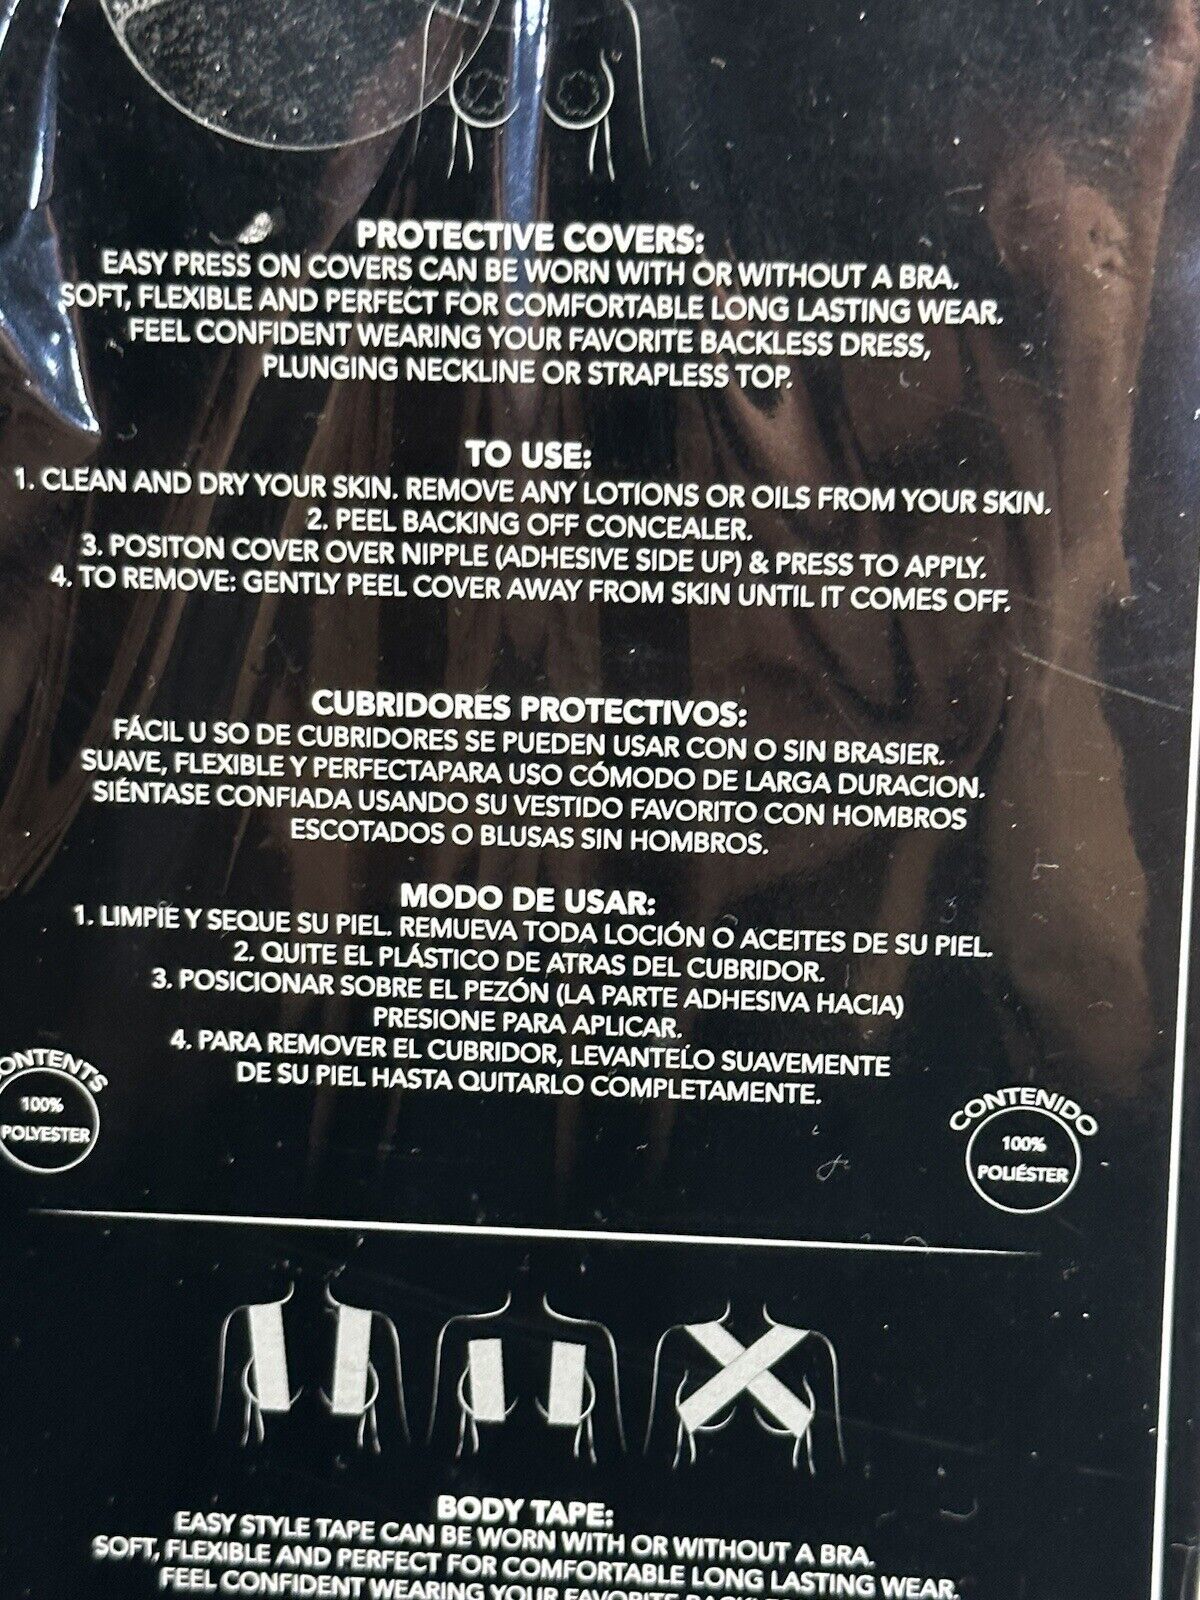 PROTECTIVE COVERS:
EASY PRESS ON COVERS CAN BE WORN WITH OR WITHOUT A BRA.
SOFT, FLEXIBLE AND PERFECT FOR COMFORTABLE LONG LASTING WEAR.
FEEL CONFIDENT WEARING YOUR FAVORITE BACKLESS DRESS,
PLUNGING NECKLINE OR STRAPLESS TOP.
TO USE:
1. CLEAN AND DRY YOUR SKIN. REMOVE ANY LOTIONS OR OILS FROM YOUR SKIN.
2. PEEL BACKING OFF CONCEALER.
3. POSITON COVER OVER NIPPLE (ADHESIVE SIDE UP) & PRESS TO APPLY.
4. TO REMOVE: GENTLY PEEL COVER AWAY FROM SKIN UNTIL IT COMES OFF.
CUBRIDORES PROTECTIVOS:
FÁCIL U SO DE CUBRIDORES SE PUEDEN USAR CON O SIN BRASIER.
SUAVE, FLEXIBLE Y PERFECTAPARA USO CÓMODO DE LARGA DURACION.
SIÉNTASE CONFIADA USANDO SU VESTIDO FAVORITO CON HOMBROS
ESCOTADOS O BLUSAS SIN HOMBROS.
MODO DE USAR:
1. LIMPIE Y SEQUE SU PIEL. REMUEVA TODA LOCIÓN O ACEITES DE SU PIEL.
2. QUITE EL PLÁSTICO DE ATRAS DEL CUBRIDOR.
3. POSICIONAR SOBRE EL PEZÓN (LA PARTE ADHESIVA HACIA)
PRESIONE PARA APLICAR.
4. PARA REMOVER EL CUBRIDOR, LEVANTELO SUAVEMENTE
DE SU PIEL HASTA QUITARLO COMPLETAMENTE.
CONTENTS
100%
POLYESTER
CONTENIDO
100%
POLIÉSTER
BODY TAPE:
EASY STYLE TAPE CAN BE WORN WITH OR WITHOUT A BRA.
SOFT, FLEXIBLE AND PERFECT FOR COMFORTABLE LONG LASTING WEAR.
FEEL CONFIDENT WEARING YOUR FAVORITE